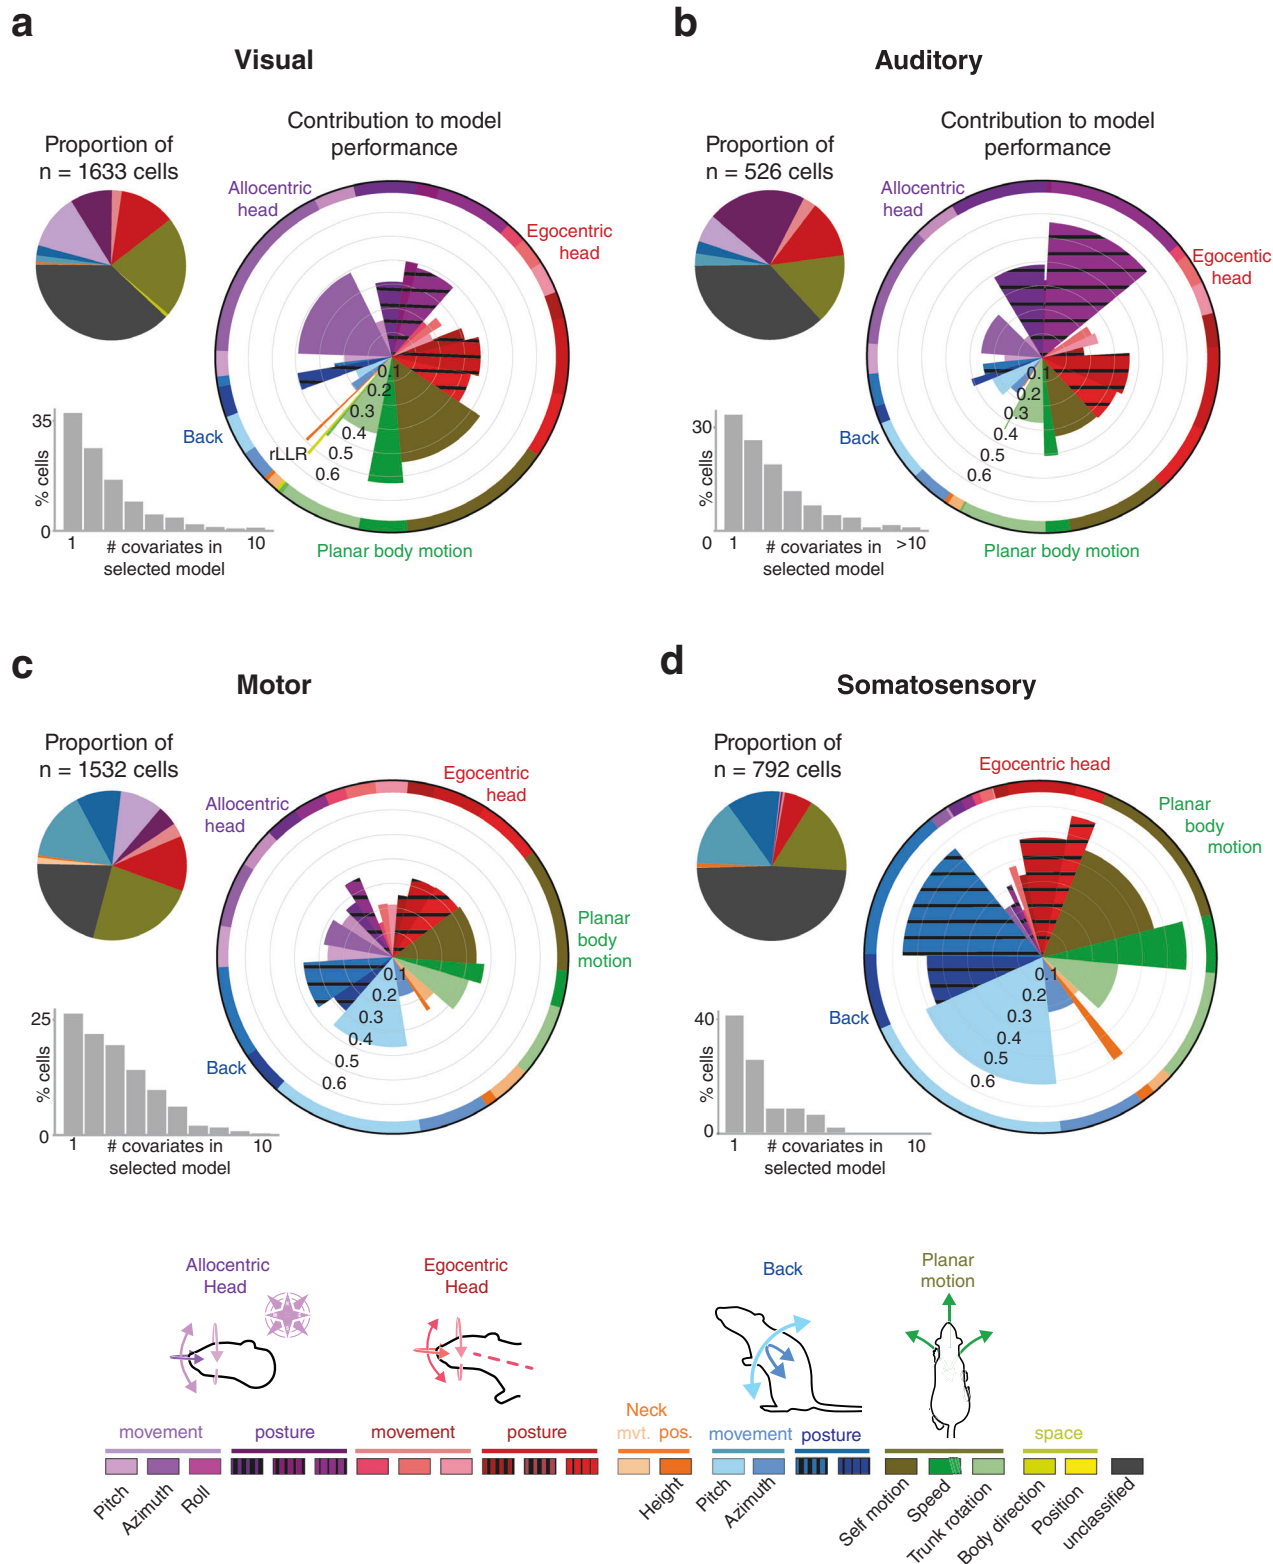 a
Visual
Proportion of
n = 1633 cells
Contribution to model
performance
Allocentric
head
Egocentric
head
Back
rLLR
0.1
0.2
0.3
0.4
0.5
0.6
Planar body motion
35
% cells
0
1
# covariates in
selected model
10
b
Auditory
Proportion of
n = 526 cells
Contribution to model
performance
Allocentric
head
Egocentic
head
Back
0.1
0.2
0.3
0.4
0.5
0.6
Planar body motion
30
% cells
0
1
# covariates in
selected model
>10
c
Motor
Proportion of
n = 1532 cells
Allocentric
head
Egocentric
head
Planar
body
motion
Back
0.1
0.2
0.3
0.4
0.5
0.6
25
% cells
0
1
# covariates in
selected model
10
d
Somatosensory
Proportion of
n = 792 cells
Egocentric head
Planar
body
motion
Back
0.1
0.2
0.3
0.4
0.5
0.6
40
% cells
0
1
# covariates in
selected model
10
Allocentric
Head
Egocentric
Head
Back
Planar
motion
movement
posture
movement
posture
Neck
mvt. pos.
movement
posture
space
Pitch
Azimuth
Roll
Height
Pitch
Azimuth
Self motion
Speed
Trunk rotation
Body direction
Position
unclassified